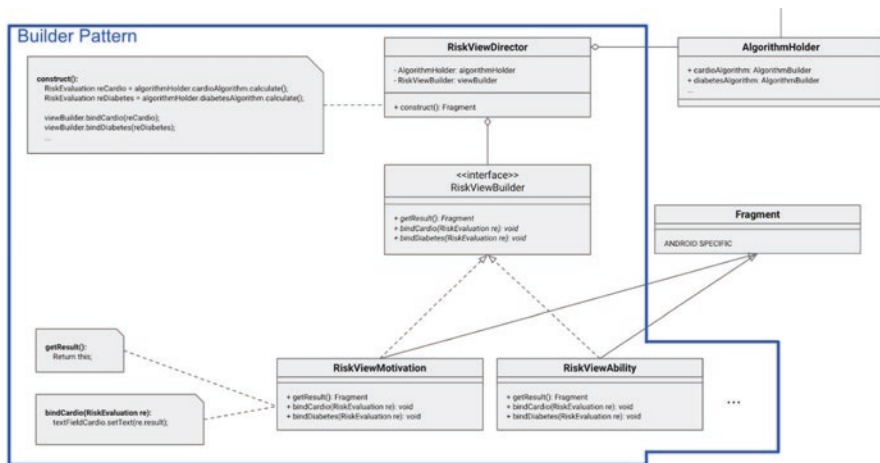 Builder Pattern
construct():
RiskEvaluation reCardio = algorithmHolder.cardioAlgorithm.calculate();
RiskEvaluation reDiabetes = algorithmHolder.diabetesAlgorithm.calculate();
viewBuilder.bindCardio(reCardio);
viewBuilder.bindDiabetes(reDiabetes);
...
RiskViewDirector
- AlgorithmHolder: algorithmHolder
- RiskViewBuilder: viewBuilder
+ construct(): Fragment
AlgorithmHolder
+ cardioAlgorithm: AlgorithmBuilder
+ diabetesAlgorithm: AlgorithmBuilder
...
<<interface>>
RiskViewBuilder
+ getResult(): Fragment
+ bindCardio(RiskEvaluation re): void
+ bindDiabetes(RiskEvaluation re): void
Fragment
ANDROID SPECIFIC
getResult():
Return this;
bindCardio(RiskEvaluation re):
textFieldCardio.setText(re.result);
RiskViewMotivation
+ getResult(): Fragment
+ bindCardio(RiskEvaluation re): void
+ bindDiabetes(RiskEvaluation re): void
RiskViewAbility
+ getResult(): Fragment
+ bindCardio(RiskEvaluation re): void
+ bindDiabetes(RiskEvaluation re): void
...